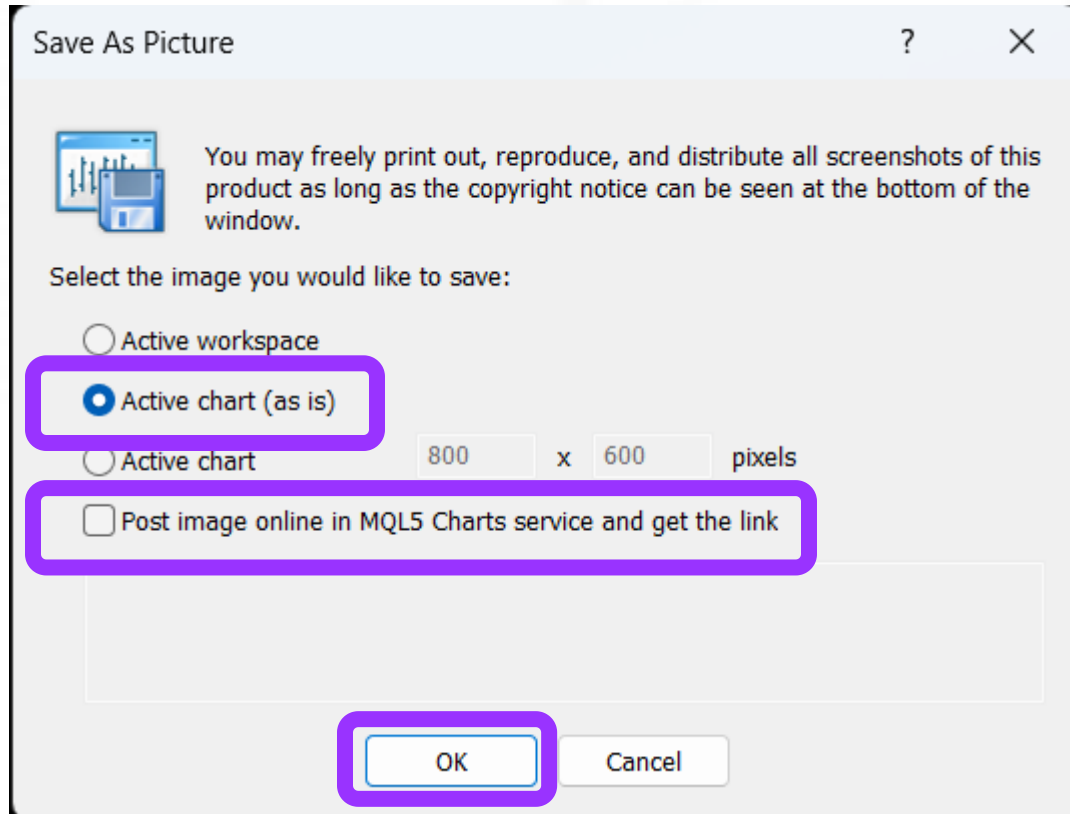 Save As Picture
?
You may freely print out, reproduce, and distribute all screenshots of this
product as long as the copyright notice can be seen at the bottom of the
window.
Select the image you would like to save:
Active workspace
Active chart (as is)
Active chart 800 x 600 pixels
Post image online in MQL5 Charts service and get the link
OK Cancel